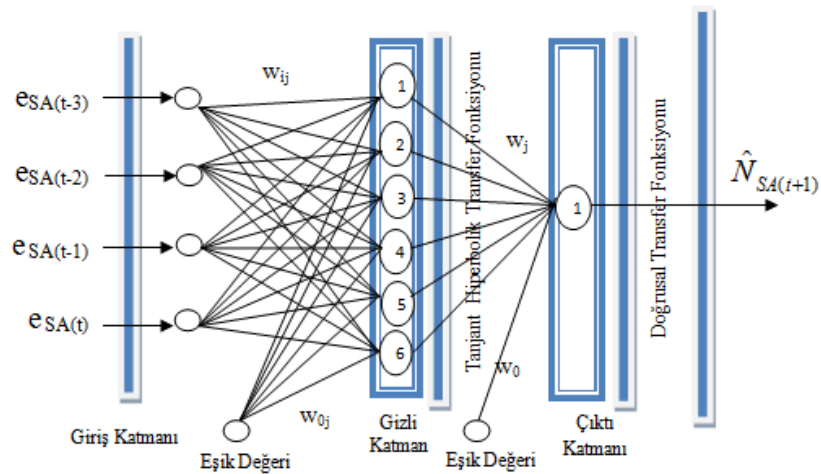 e_SA(t-3)
e_SA(t-2)
e_SA(t-1)
e_SA(t)
Giriş Katmanı
w_ij
w_0j
Eşik Değeri
1
2
3
4
5
6
Gizli
Katman
Tanjant Hiperbolik Transfer Fonksiyonu
w_j
w_0
Eşik Değeri
1
Çıktı
Katmanı
Doğrusal Transfer Fonksiyonu
N̂_SA(t+1)